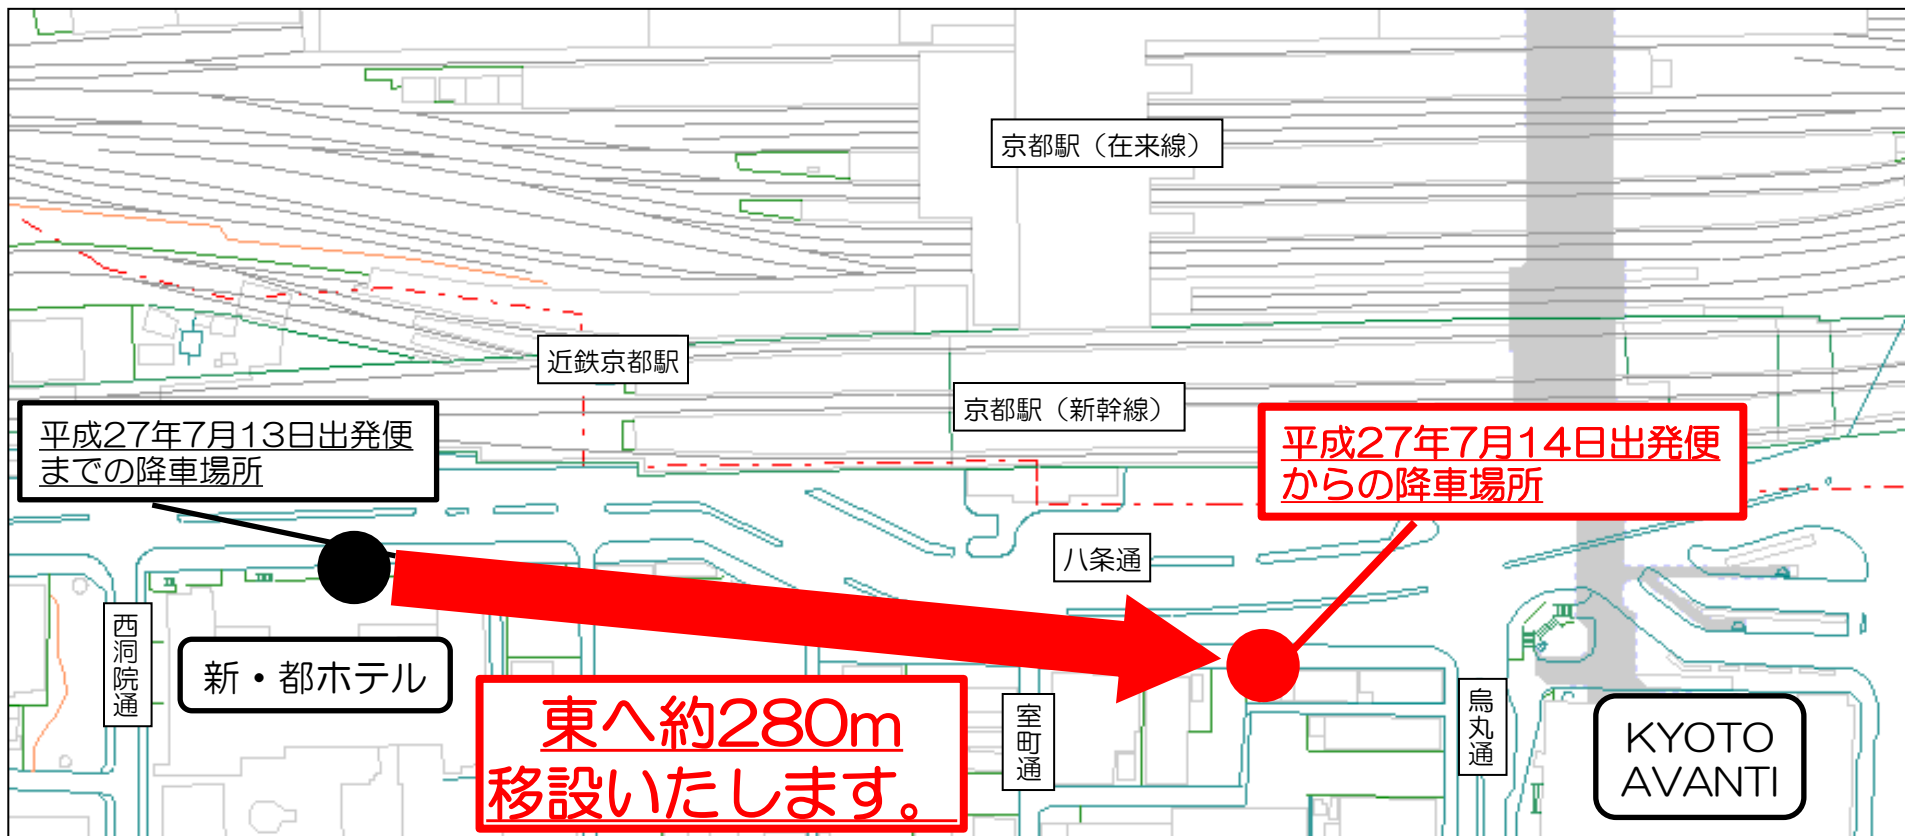 京都駅（在来線）
近鉄京都駅
京都駅（新幹線）
平成27年7月13日出発便
までの降車場所
平成27年7月14日出発便
からの降車場所
八条通
西洞院通
新・都ホテル
東へ約280m
移設いたします。
室町通
烏丸通
KYOTO
AVANTI